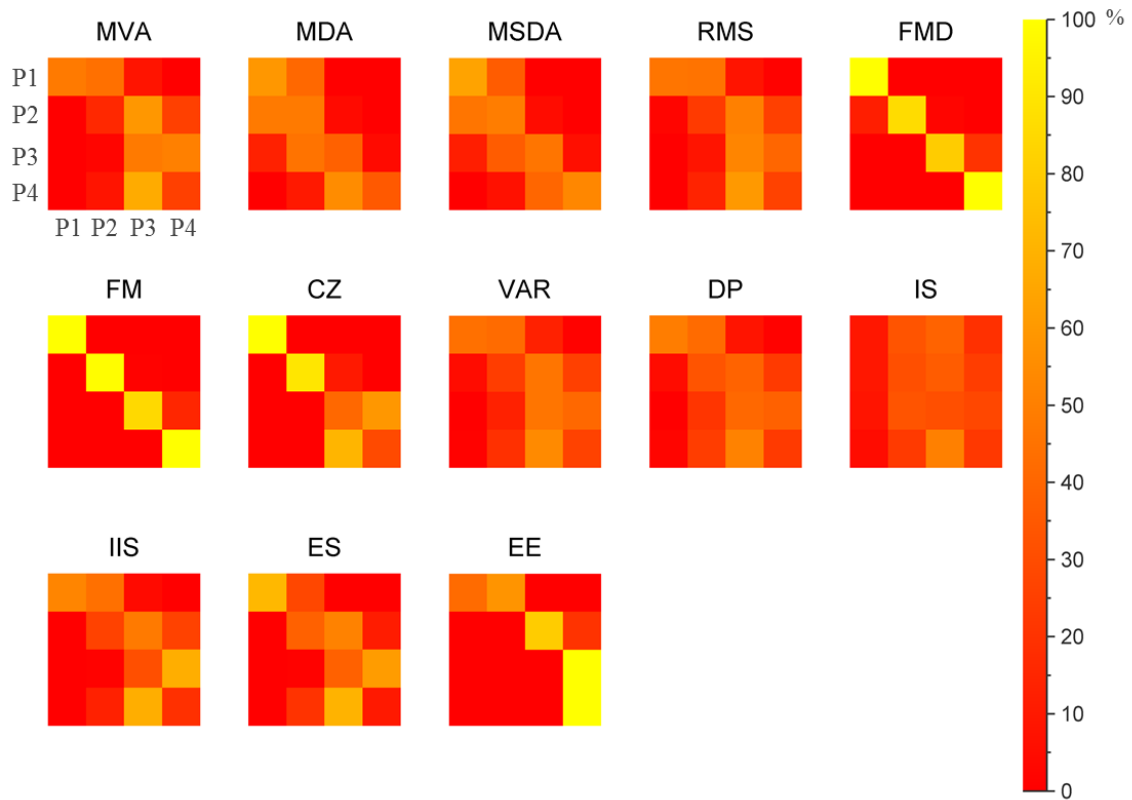 MVA MDA MSDA RMS FMD
P1
P2
P3
P4
P1 P2 P3 P4
FM CZ VAR DP IS
IIS ES EE
100 %
90
80
70
60
50
40
30
20
10
0